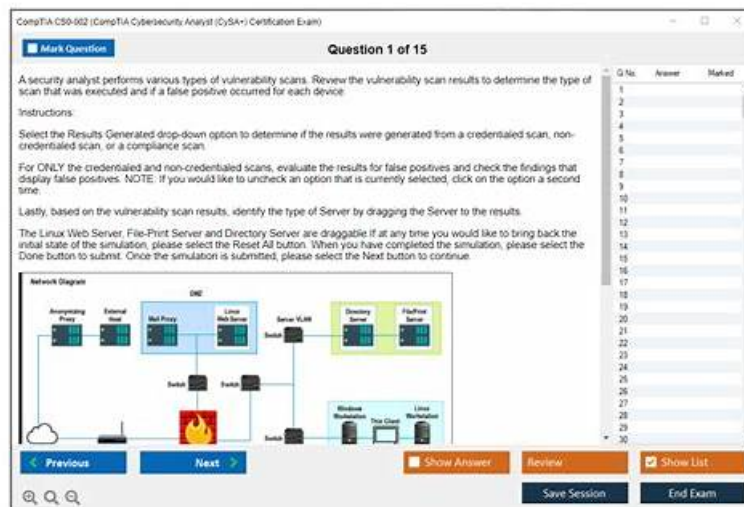 CompTIA CS0-002 (CompTIA Cybersecurity Analyst (CySA+) Certification Exam)
Mark Question
Question 1 of 15
A security analyst performs various types of vulnerability scans. Review the vulnerability scan results to determine the type of
scan that was executed and if a false positive occurred for each device.
Instructions:
Select the Results Generated drop-down option to determine if the results were generated from a credentialed scan, non-
credentialed scan, or a compliance scan.
For ONLY the credentialed and non-credentialed scans, evaluate the results for false positives and check the findings that
display false positives. NOTE: If you would like to uncheck an option that is currently selected, click on the option a second
time.
Lastly, based on the vulnerability scan results, identify the type of Server by dragging the Server to the results.
The Linux Web Server, File-Print Server and Directory Server are draggable If at any time you would like to bring back the
initial state of the simulation, please select the Reset All button. When you have completed the simulation, please select the
Done button to submit. Once the simulation is submitted, please select the Next button to continue.
Network Diagram
DMZ
Anonymizing
Proxy
External
Host
Mail Proxy
Linux
Web Server
Server VLAN
Directory
Server
File/Print
Server
Switch
Switch
Switch
Windows
Workstation
Thin Client
Linux
Workstation
Switch
Q No.
Answer
Marked
1
2
3
4
5
6
7
8
9
10
11
12
13
14
15
16
17
18
19
20
21
22
23
24
25
26
27
28
29
30
Previous
Next
Show Answer
Review
Show List
Save Session
End Exam